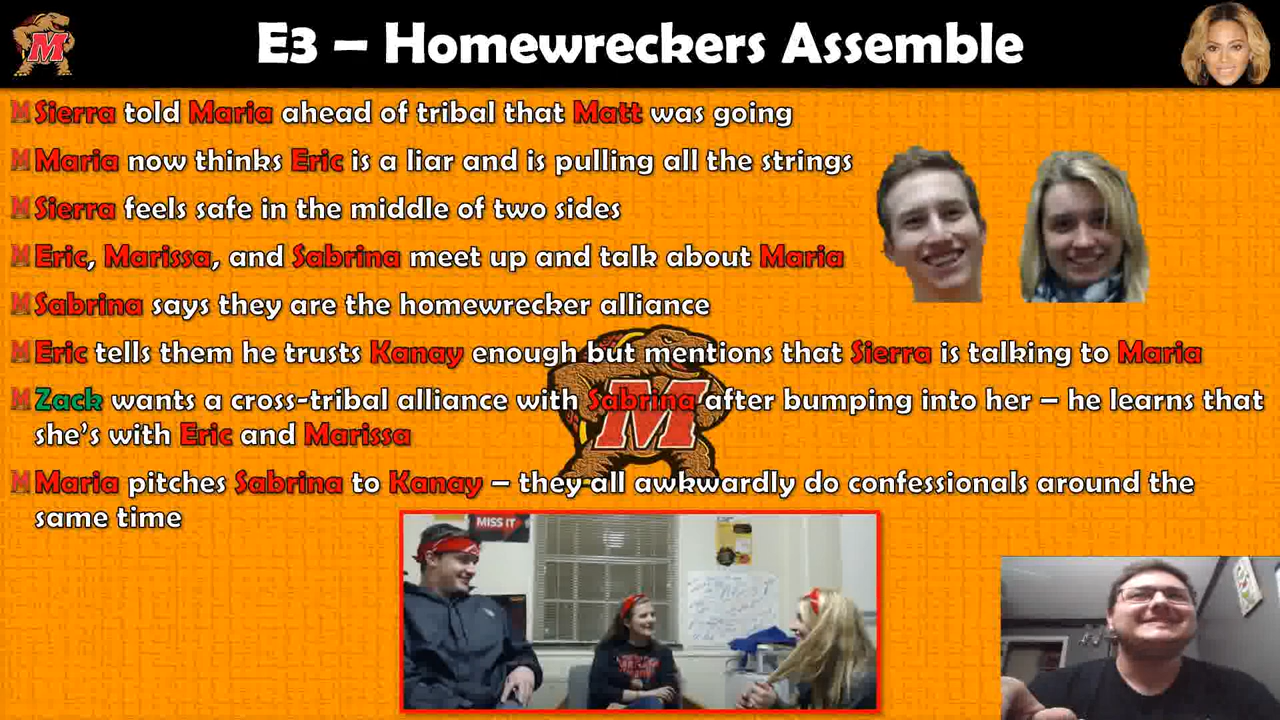 E3 – Homewreckers Assemble
Sierra told Maria ahead of tribal that Matt was going
Maria now thinks Eric is a liar and is pulling all the strings
Sierra feels safe in the middle of two sides
Eric, Marissa, and Sabrina meet up and talk about Maria
Sabrina says they are the homewrecker alliance
Eric tells them he trusts Kanay enough but mentions that Sierra is talking to Maria
Zack wants a cross-tribal alliance with Sabrina after bumping into her – he learns that
she's with Eric and Marissa
Maria pitches Sabrina to Kanay – they all awkwardly do confessionals around the
same time
MISS IT